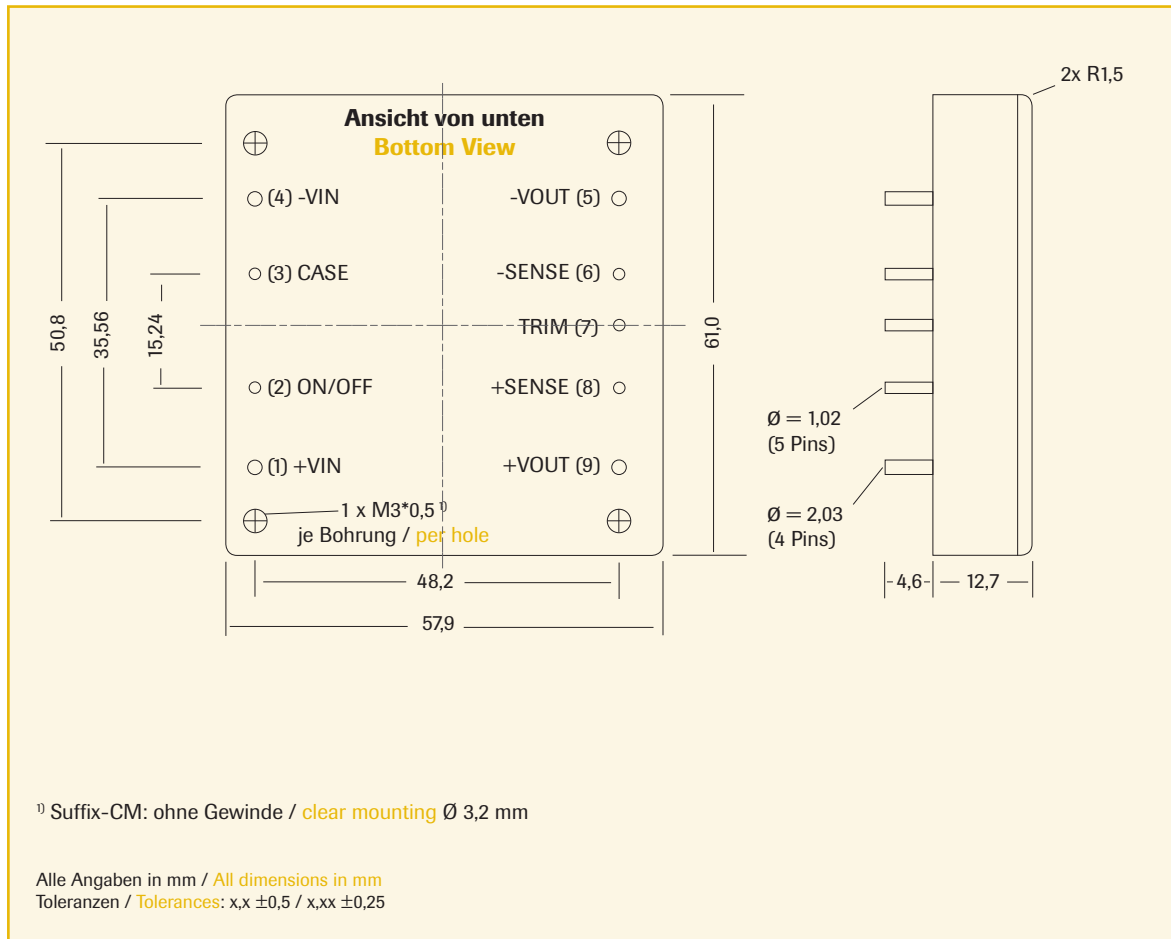 2x R1,5
Ansicht von unten
Bottom View
(4) -VIN
-VOUT (5)
(3) CASE
-SENSE (6)
TRIM (7)
(2) ON/OFF
+SENSE (8)
(1) +VIN
+VOUT (9)
1 x M3*0,5 1)
je Bohrung / per hole
50,8
35,56
15,24
61,0
48,2
57,9
Ø = 1,02
(5 Pins)
Ø = 2,03
(4 Pins)
4,6
12,7
1) Suffix-CM: ohne Gewinde / clear mounting Ø 3,2 mm
Alle Angaben in mm / All dimensions in mm
Toleranzen / Tolerances: x,x ±0,5 / x,xx ±0,25